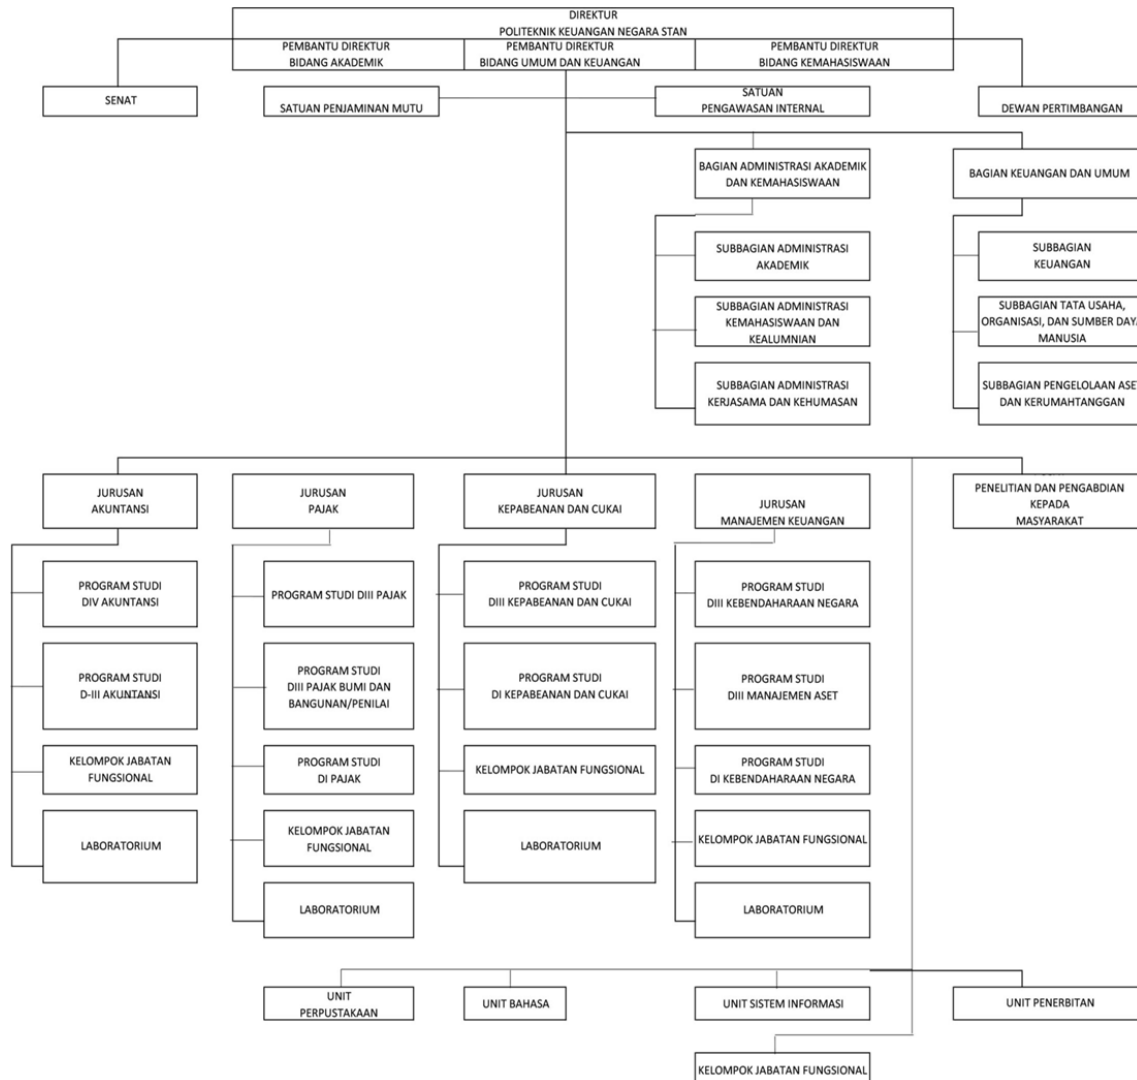 DIREKTUR
POLITEKNIK KEUANGAN NEGARA STAN
PEMBANTU DIREKTUR
BIDANG AKADEMIK
PEMBANTU DIREKTUR
BIDANG UMUM DAN KEUANGAN
PEMBANTU DIREKTUR
BIDANG KEMAHASISWAAN
SENAT
SATUAN PENJAMINAN MUTU
SATUAN
PENGAWASAN INTERNAL
DEWAN PERTIMBANGAN
BAGIAN ADMINISTRASI AKADEMIK
DAN KEMAHASISWAAN
BAGIAN KEUANGAN DAN UMUM
SUBBAGIAN ADMINISTRASI
AKADEMIK
SUBBAGIAN
KEUANGAN
SUBBAGIAN ADMINISTRASI
KEMAHASISWAAN DAN
KEALUMNIAN
SUBBAGIAN TATA USAHA,
ORGANISASI, DAN SUMBER DAYA
MANUSIA
SUBBAGIAN ADMINISTRASI
KERJASAMA DAN KEHUMASAN
SUBBAGIAN PENGELOLAAN ASET
DAN KERUMAHTANGGAN
JURUSAN
AKUNTANSI
JURUSAN
PAJAK
JURUSAN
KEPABEANAN DAN CUKAI
JURUSAN
MANAJEMEN KEUANGAN
PENELITIAN DAN PENGABDIAN
KEPADA
MASYARAKAT
PROGRAM STUDI
DIV AKUNTANSI
PROGRAM STUDI DIII PAJAK
PROGRAM STUDI
DIII KEPABEANAN DAN CUKAI
PROGRAM STUDI
DIII KEBENDAHARAAN NEGARA
PROGRAM STUDI
D-III AKUNTANSI
PROGRAM STUDI
DIII PAJAK BUMI DAN
BANGUNAN/PENILAI
PROGRAM STUDI
DI KEPABEANAN DAN CUKAI
PROGRAM STUDI
DIII MANAJEMEN ASET
KELOMPOK JABATAN
FUNGSIONAL
PROGRAM STUDI
DI PAJAK
KELOMPOK JABATAN FUNGSIONAL
PROGRAM STUDI
DI KEBENDAHARAAN NEGARA
LABORATORIUM
KELOMPOK JABATAN
FUNGSIONAL
LABORATORIUM
KELOMPOK JABATAN FUNGSIONAL
LABORATORIUM
LABORATORIUM
UNIT
PERPUSTAKAAN
UNIT BAHASA
UNIT SISTEM INFORMASI
UNIT PENERBITAN
KELOMPOK JABATAN FUNGSIONAL